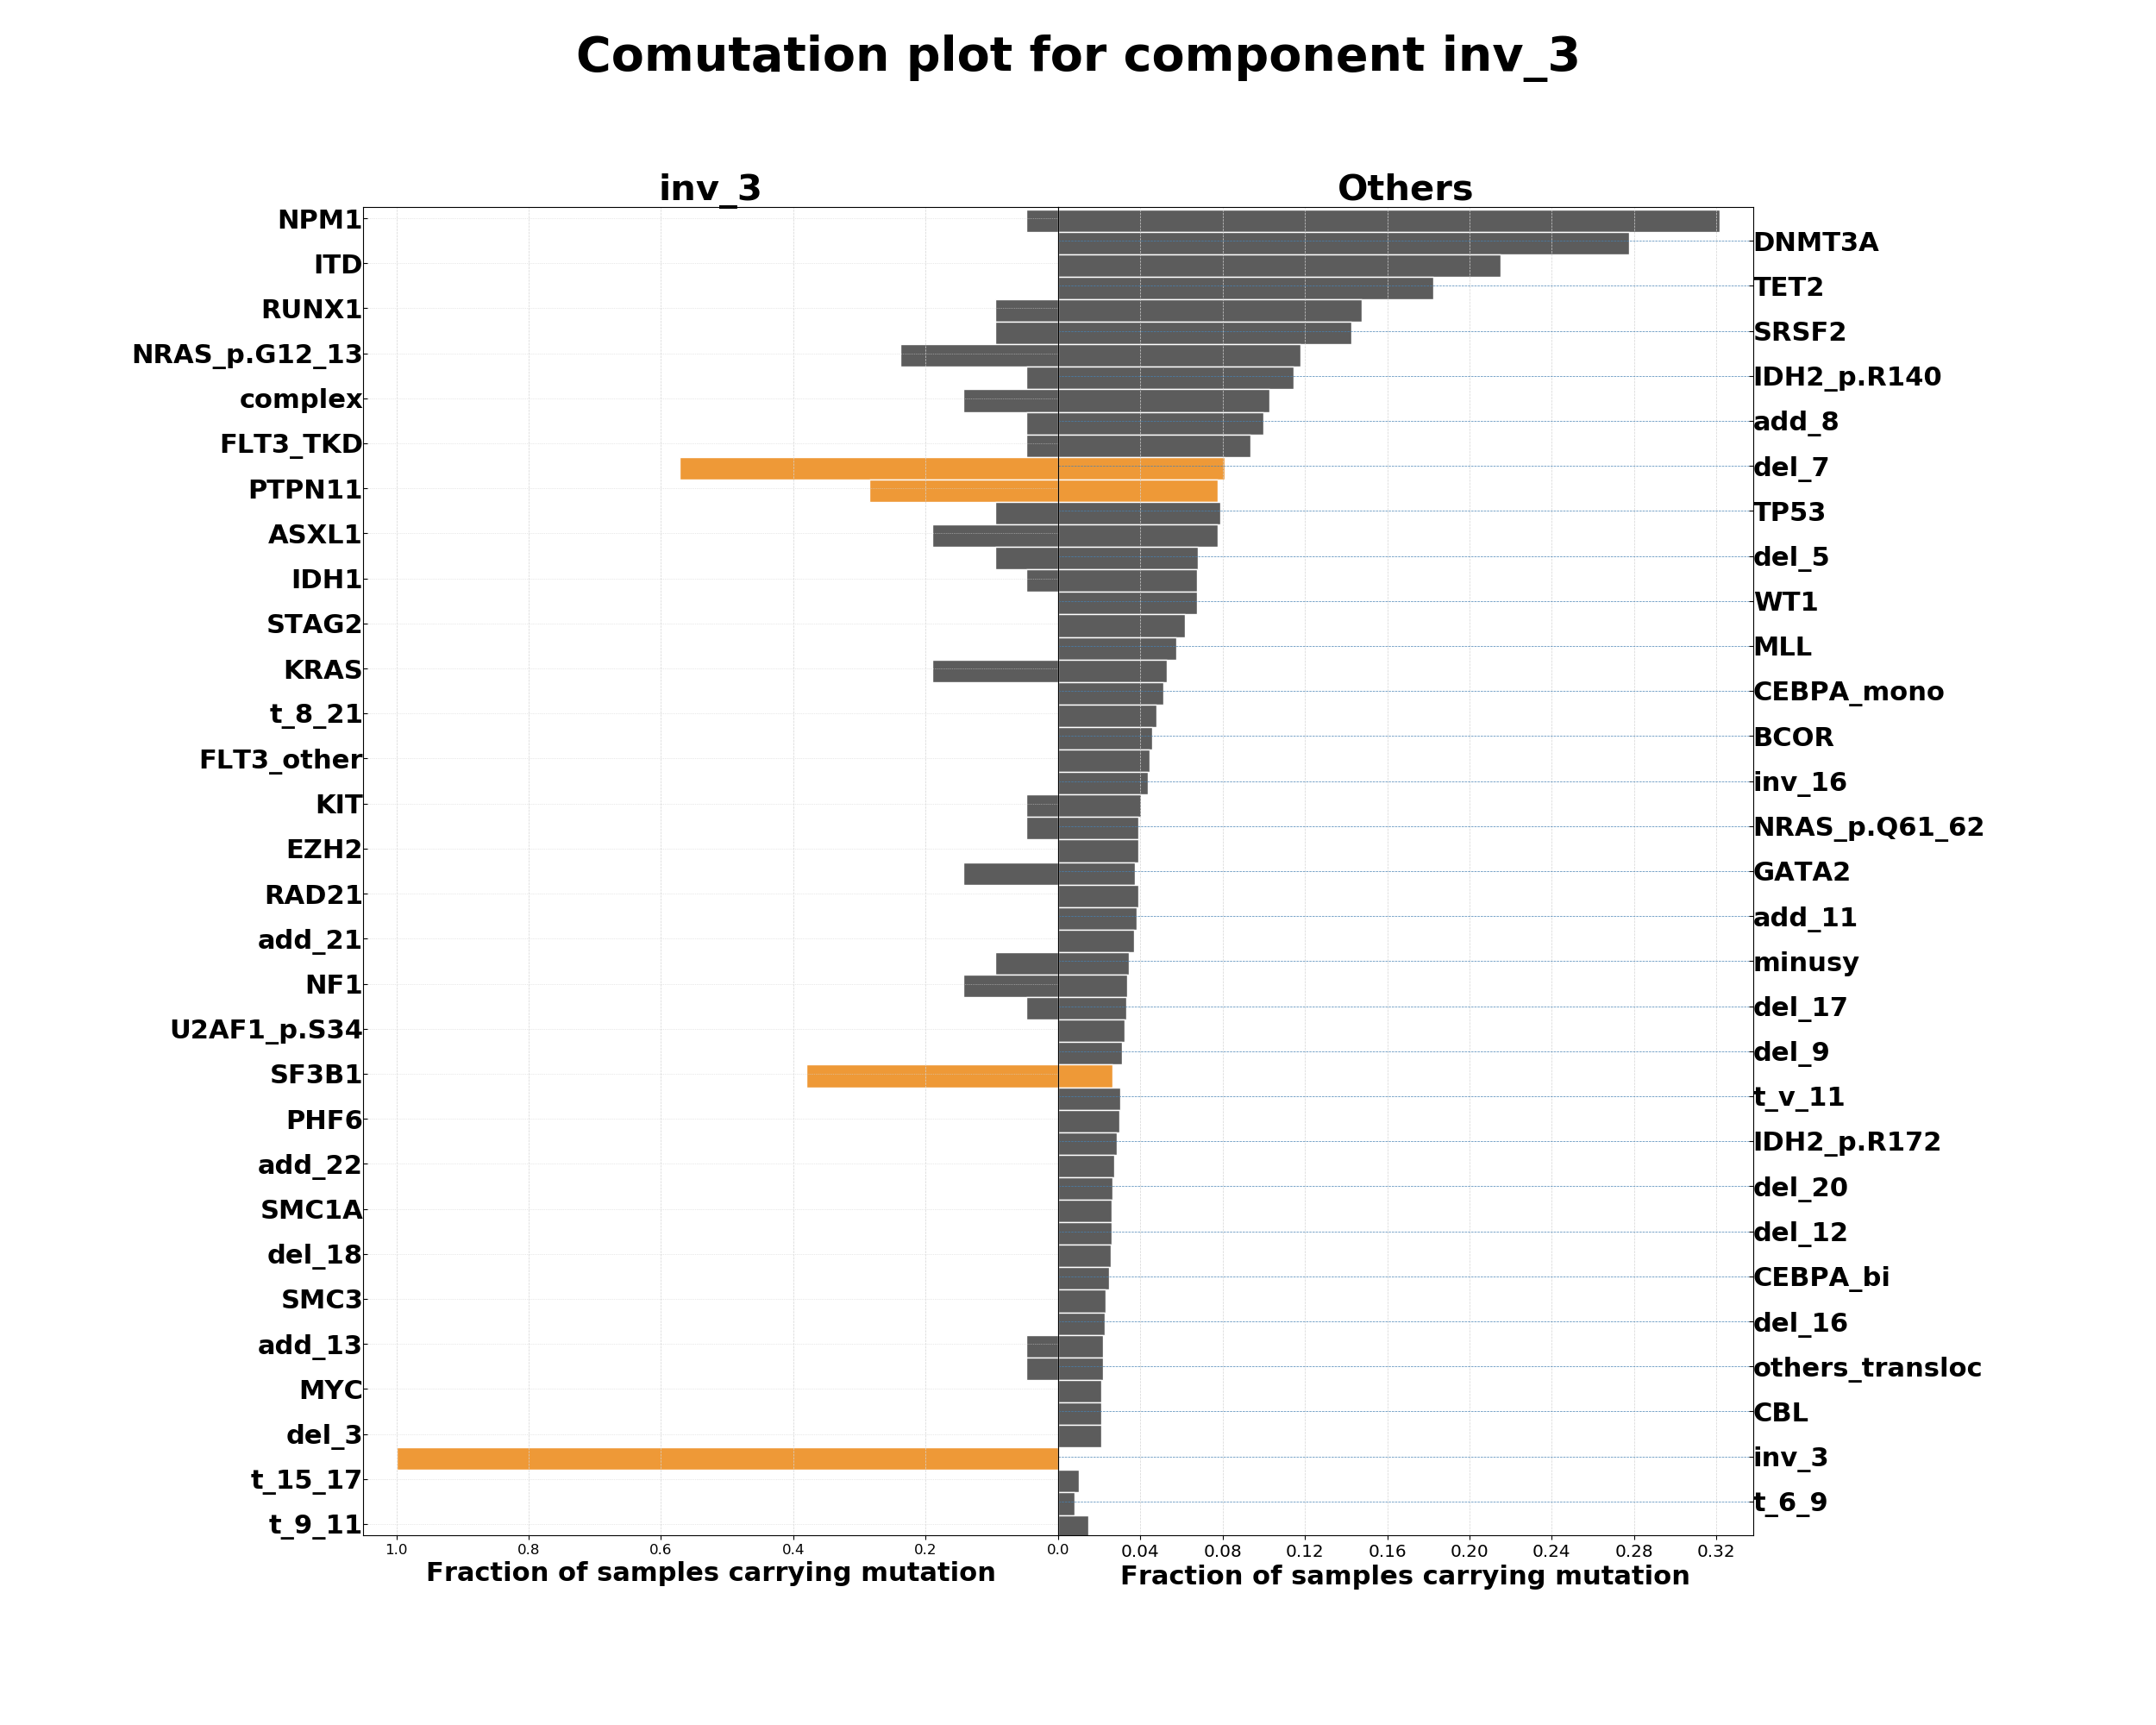 Comutation plot for component inv_3
inv_3
Others
NPM1
DNMT3A
ITD
TET2
RUNX1
SRSF2
NRAS_p.G12_13
IDH2_p.R140
complex
add_8
FLT3_TKD
del_7
PTPN11
TP53
ASXL1
del_5
IDH1
WT1
STAG2
MLL
KRAS
CEBPA_mono
t_8_21
BCOR
FLT3_other
inv_16
KIT
NRAS_p.Q61_62
EZH2
GATA2
RAD21
add_11
add_21
minusy
NF1
del_17
U2AF1_p.S34
del_9
SF3B1
t_v_11
PHF6
IDH2_p.R172
add_22
del_20
SMC1A
del_12
del_18
CEBPA_bi
SMC3
del_16
add_13
others_transloc
MYC
CBL
del_3
inv_3
t_15_17
t_6_9
t_9_11
1.0 0.8 0.6 0.4 0.2 0.0 0.04 0.08 0.12 0.16 0.20 0.24 0.28 0.32
Fraction of samples carrying mutation
Fraction of samples carrying mutation